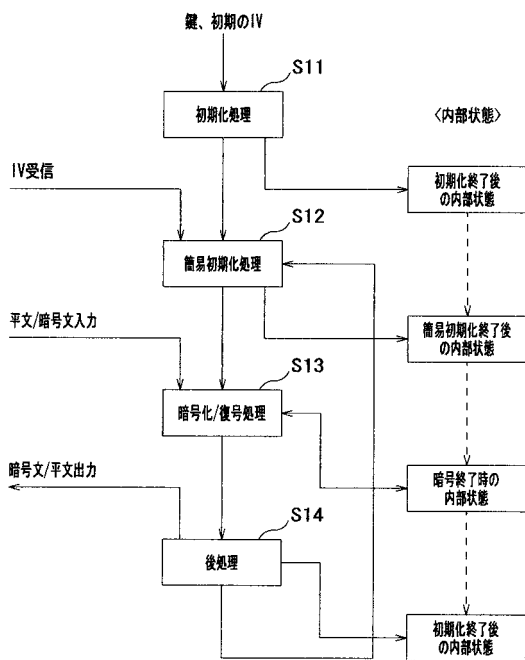 鍵、初期のIV
S11
初期化処理
〈内部状態〉
IV受信
初期化終了後
の内部状態
S12
簡易初期化処理
平文/暗号文入力
簡易初期化終了後
の内部状態
S13
暗号化/復号処理
暗号文/平文出力
暗号終了時の
内部状態
S14
後処理
初期化終了後
の内部状態